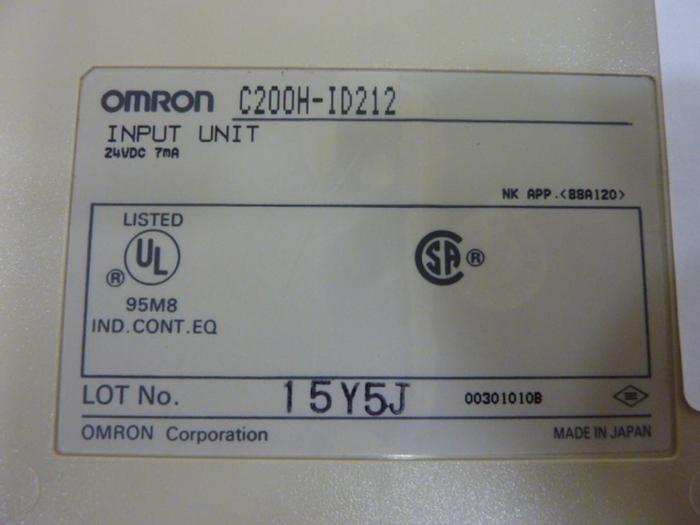 OMRON C200H-ID212
INPUT UNIT
24VDC 7mA
NK APP.<88A120>
LISTED
UL ®
95M8
IND.CONT.EQ
CSA ®
LOT No. 15Y5J 00301010B
OMRON Corporation MADE IN JAPAN